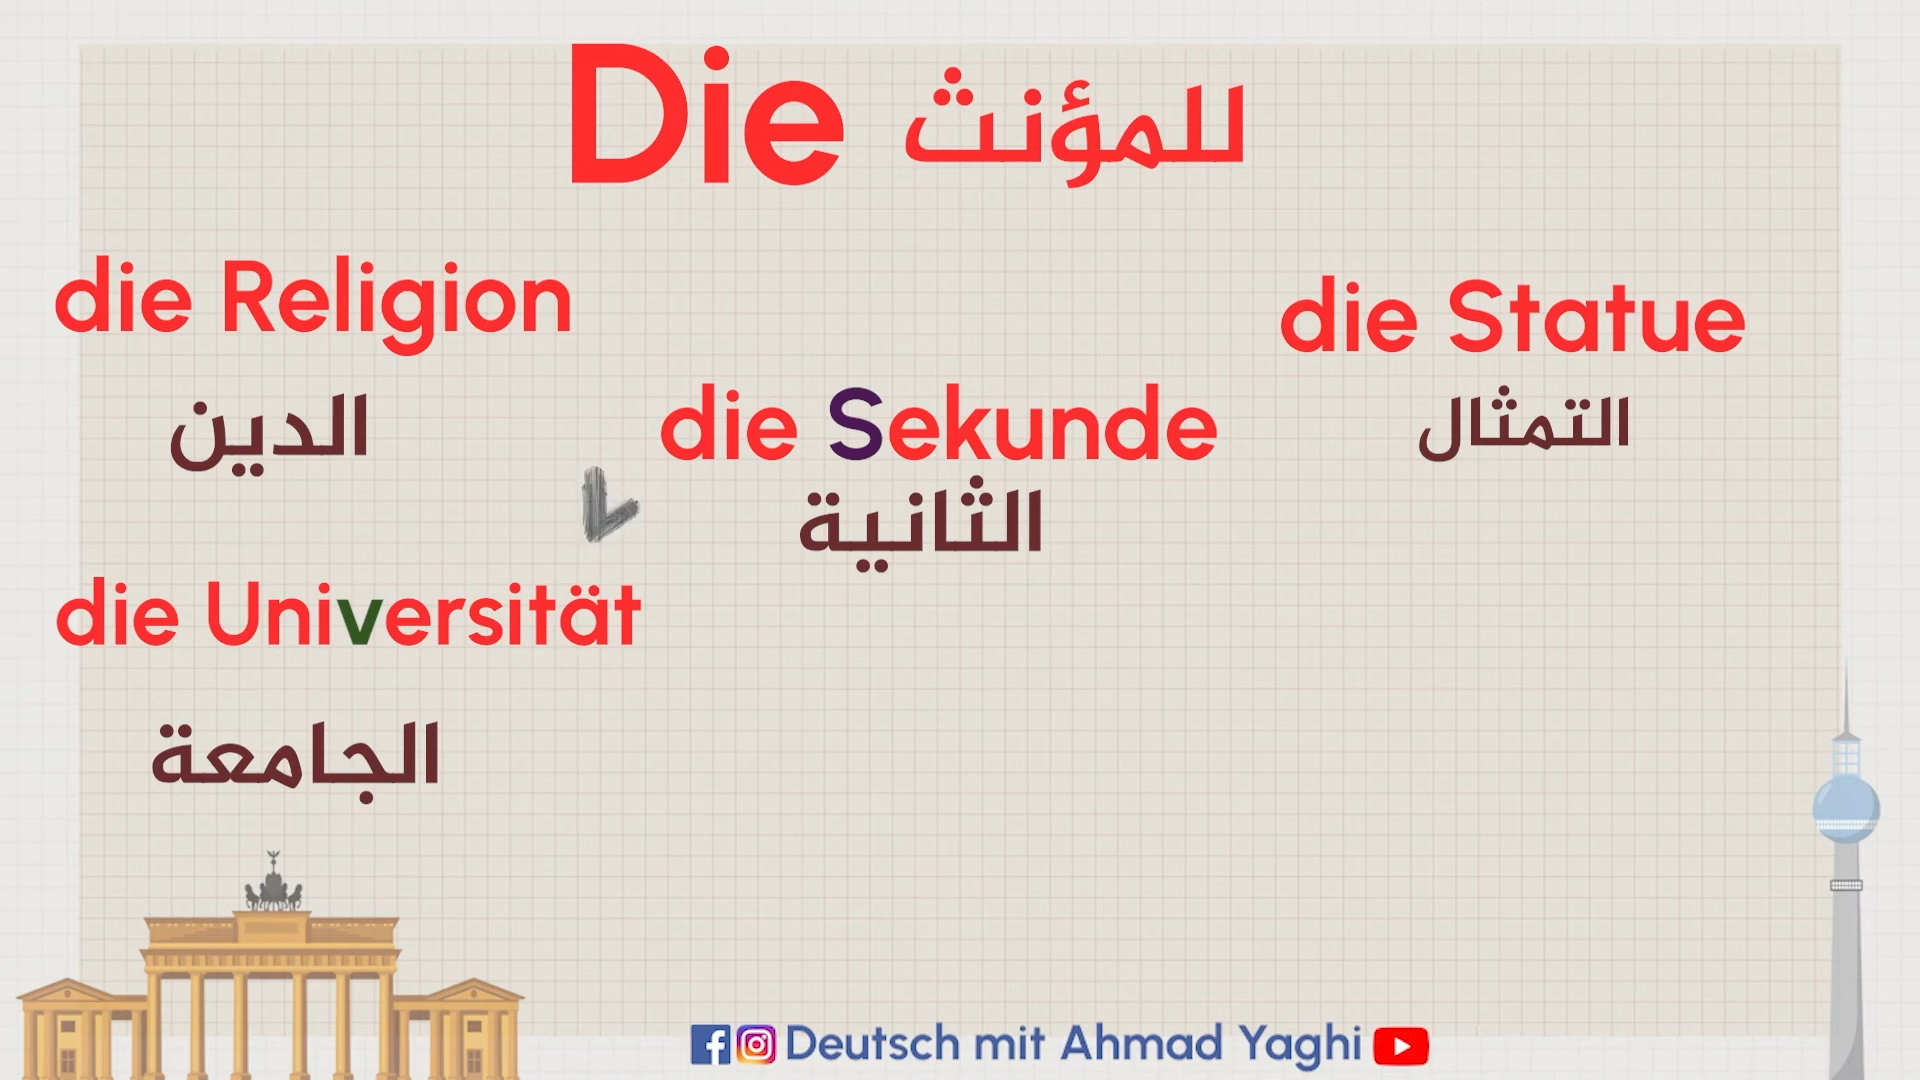 Die للمؤنث
die Religion
الدين
die Sekunde
الثانية
die Statue
التمثال
die Universität
الجامعة
Deutsch mit Ahmad Yaghi